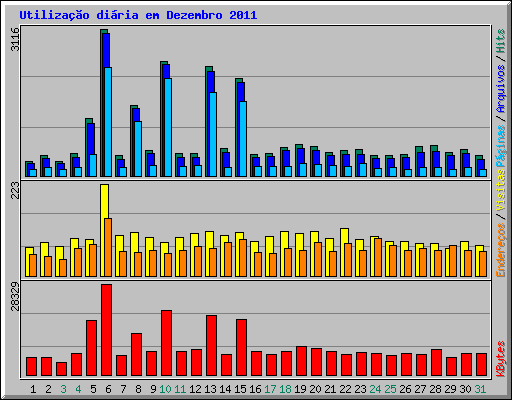 Utilização diária em Dezembro 2011
3116
223
28329
Endereços / Visitas Páginas / Arquivos / Hits
KBytes
1 2 3 4 5 6 7 8 9 10 11 12 13 14 15 16 17 18 19 20 21 22 23 24 25 26 27 28 29 30 31